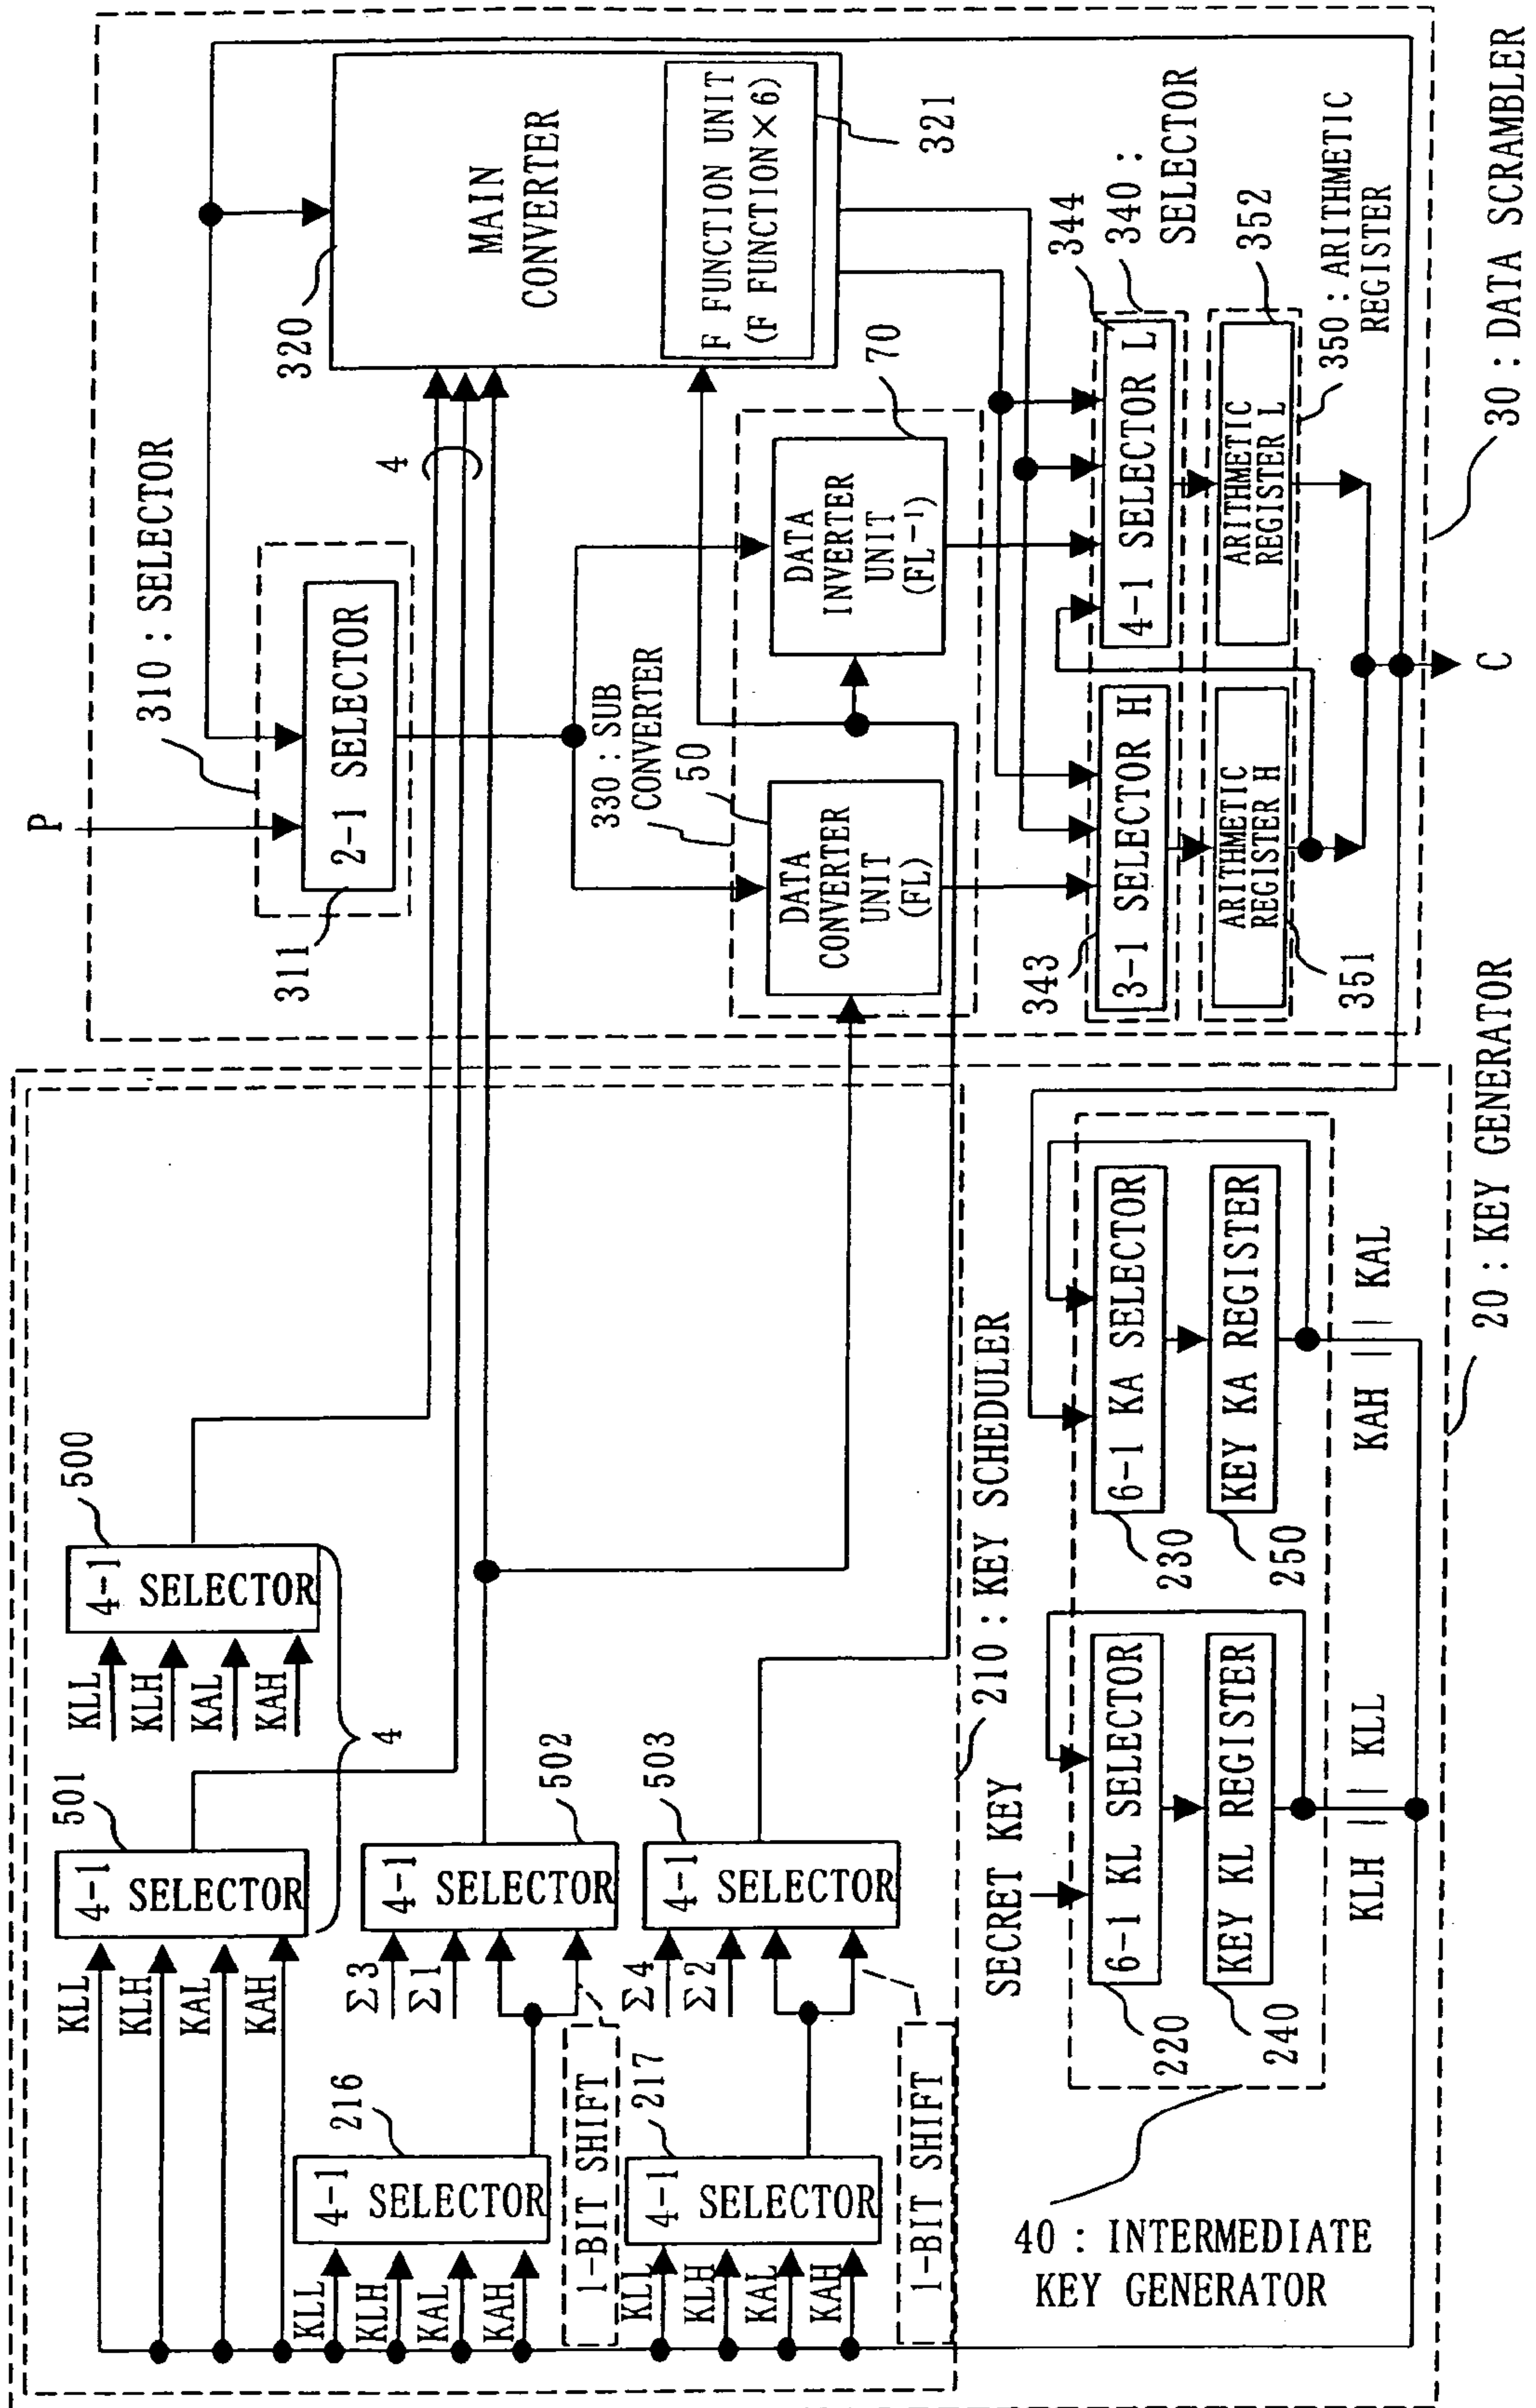 P
310 : SELECTOR
2-1 SELECTOR
311
320
MAIN
CONVERTER
F FUNCTION UNIT
(F FUNCTION×6)
321
4
330 : SUB
CONVERTER
50
DATA
CONVERTER
UNIT
(FL)
70
DATA
INVERTER
UNIT
(FL⁻¹)
343
3-1 SELECTOR H
4-1 SELECTOR L
344
340 :
SELECTOR
ARITHMETIC
REGISTER H
351
ARITHMETIC
REGISTER L
352
350 : ARITHMETIC
REGISTER
C
30 : DATA SCRAMBLER
500
4-1
SELECTOR
KLL
KLH
KAL
KAH
4
501
4-1
SELECTOR
KLL
KLH
KAL
KAH
502
4-1
SELECTOR
Σ3
Σ1
503
4-1
SELECTOR
Σ4
Σ2
216
4-1
SELECTOR
KLL
KLH
KAL
KAH
1-BIT SHIFT
217
4-1
SELECTOR
KLL
KLH
KAL
KAH
1-BIT SHIFT
210 : KEY SCHEDULER
SECRET KEY
6-1 KL SELECTOR
220
KEY KL REGISTER
240
KLH || KLL
6-1 KA SELECTOR
230
KEY KA REGISTER
250
KAH || KAL
40 : INTERMEDIATE
KEY GENERATOR
20 : KEY GENERATOR